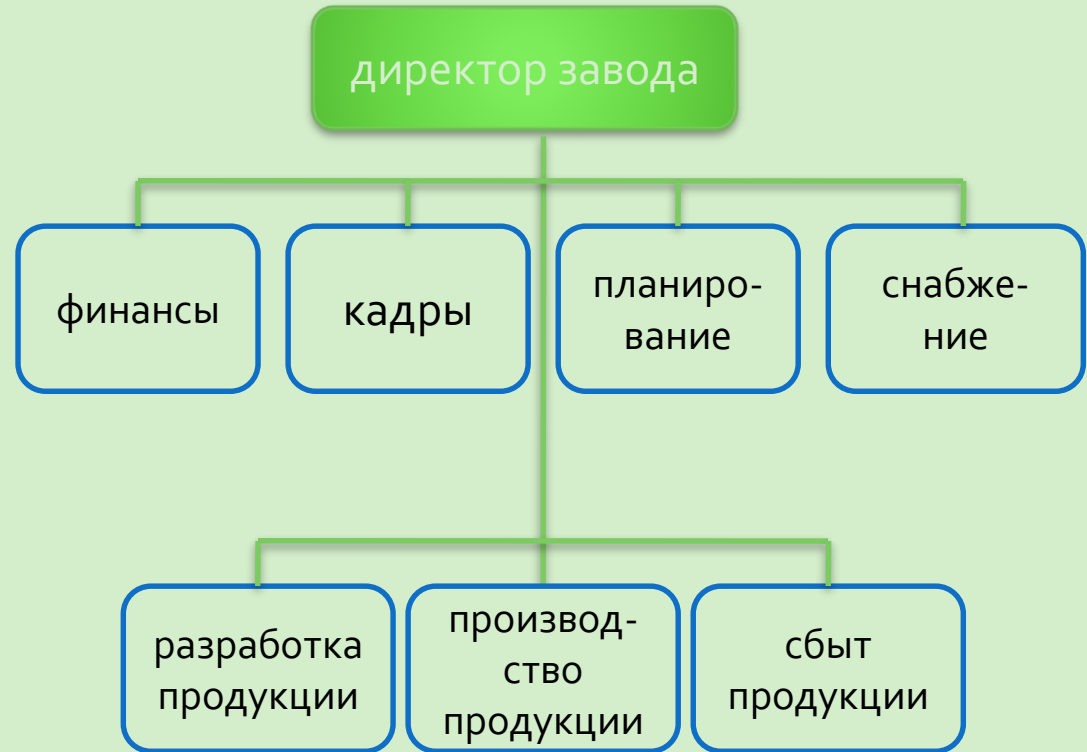 директор завода
финансы
кадры
планиро-
вание
снабже-
ние
разработка
продукции
производ-
ство
продукции
сбыт
продукции